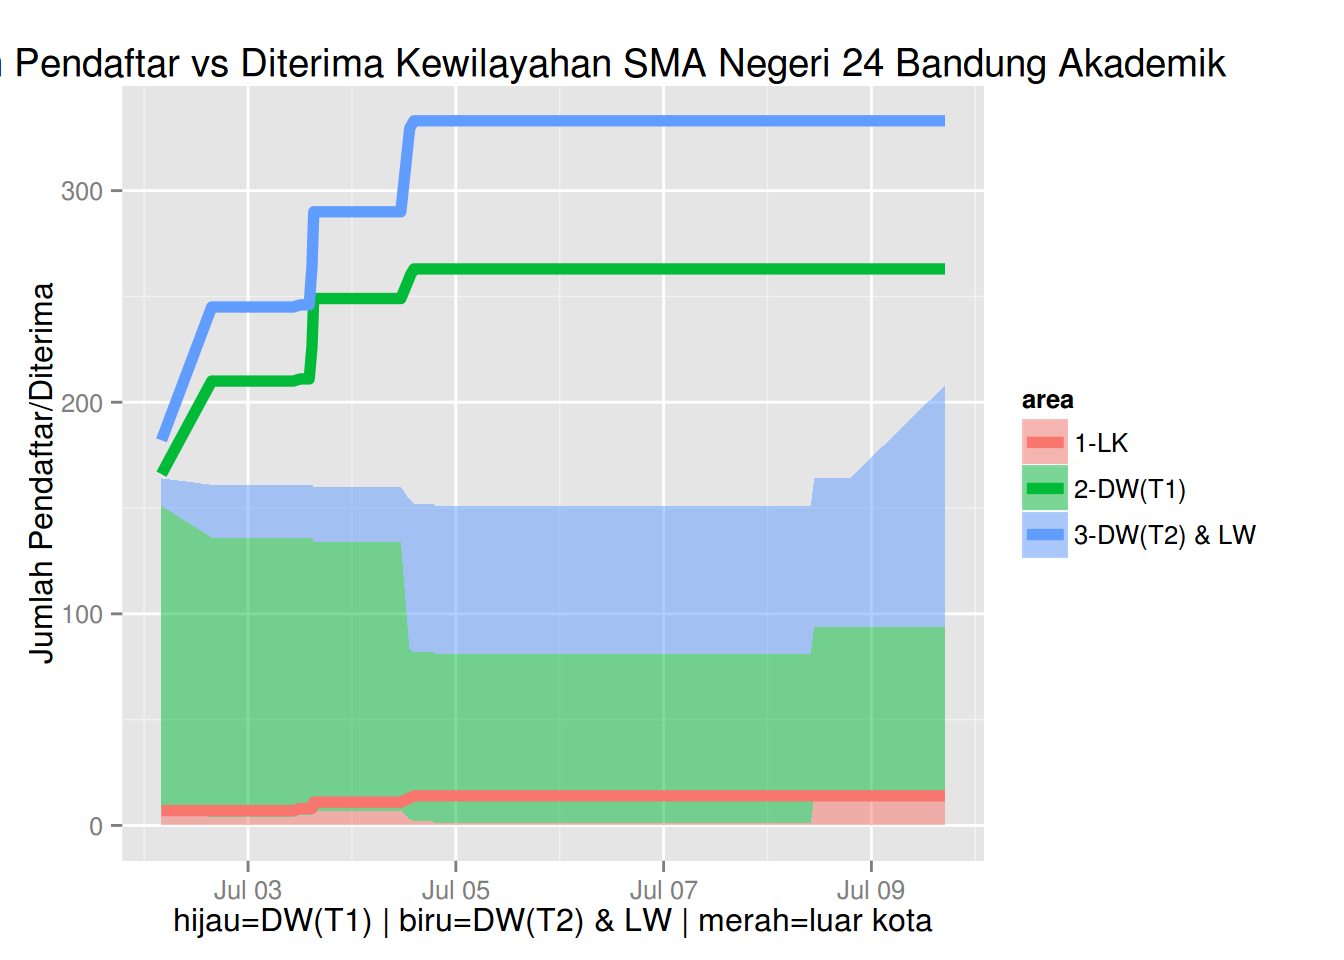 Pendaftar vs Diterima Kewilayahan SMA Negeri 24 Bandung Akademik
Jumlah Pendaftar/Diterima
300
200
100
0
Jul 03
Jul 05
Jul 07
Jul 09
hijau=DW(T1) | biru=DW(T2) & LW | merah=luar kota
area
1-LK
2-DW(T1)
3-DW(T2) & LW